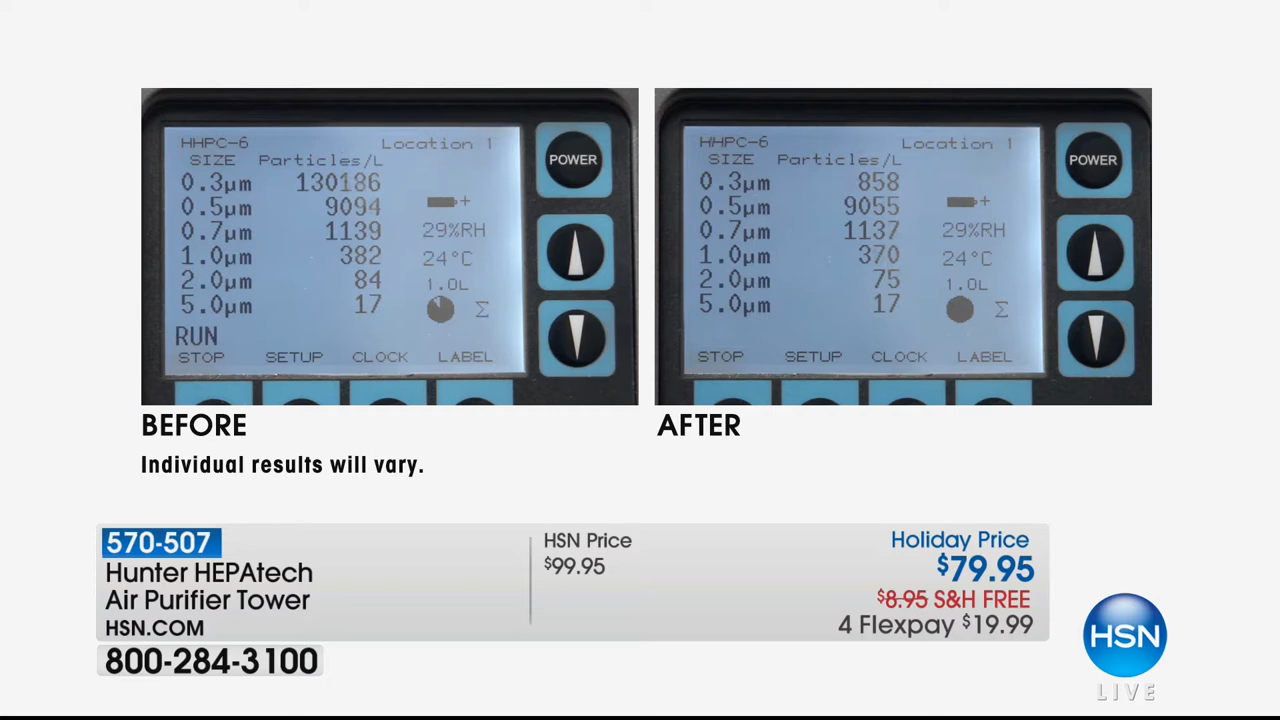 HHPC-6 Location 1
SIZE Particles/L
0.3µm 130186
0.5µm 9094 +
0.7µm 1139 29%RH
1.0µm 382 24°C
2.0µm 84 1.0L
5.0µm 17 Σ
RUN
STOP SETUP CLOCK LABEL
POWER
HHPC-6 Location 1
SIZE Particles/L
0.3µm 858
0.5µm 9055 +
0.7µm 1137 29%RH
1.0µm 370 24°C
2.0µm 75 1.0L
5.0µm 17 Σ
STOP SETUP CLOCK LABEL
POWER
BEFORE
AFTER
Individual results will vary.
570-507
Hunter HEPAtech
Air Purifier Tower
HSN.COM
800-284-3100
HSN Price
$99.95
Holiday Price
$79.95
$8.95 S&H FREE
4 Flexpay $19.99
HSN
LIVE